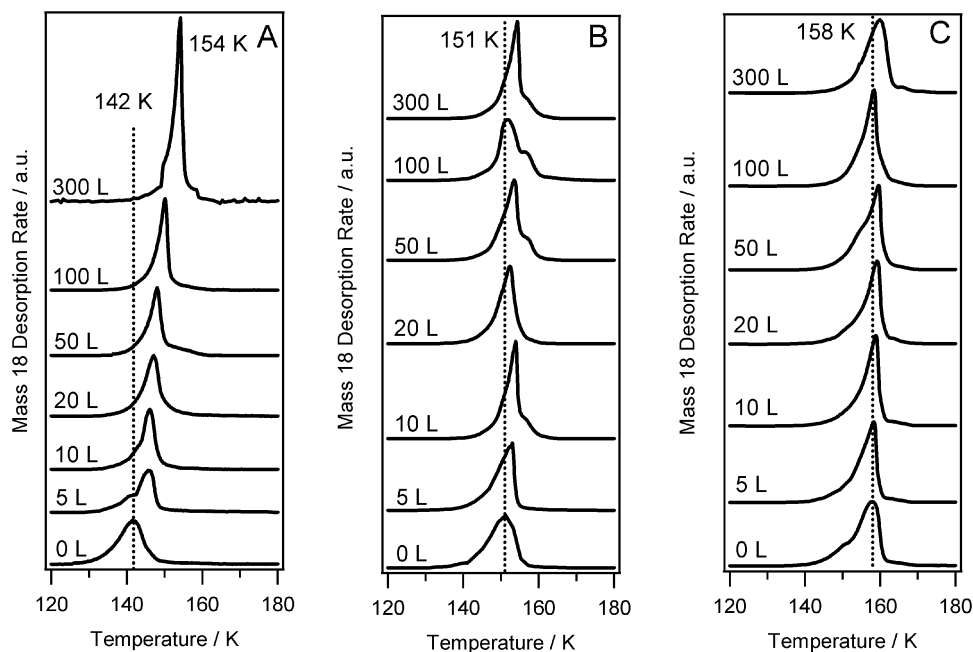 A
154 K
142 K
300 L
100 L
50 L
20 L
10 L
5 L
0 L
Mass 18 Desorption Rate / a.u.
120 140 160 180
Temperature / K
B
151 K
300 L
100 L
50 L
20 L
10 L
5 L
0 L
Mass 18 Desorption Rate / a.u.
120 140 160 180
Temperature / K
C
158 K
300 L
100 L
50 L
20 L
10 L
5 L
0 L
Mass 18 Desorption Rate / a.u.
120 140 160 180
Temperature / K